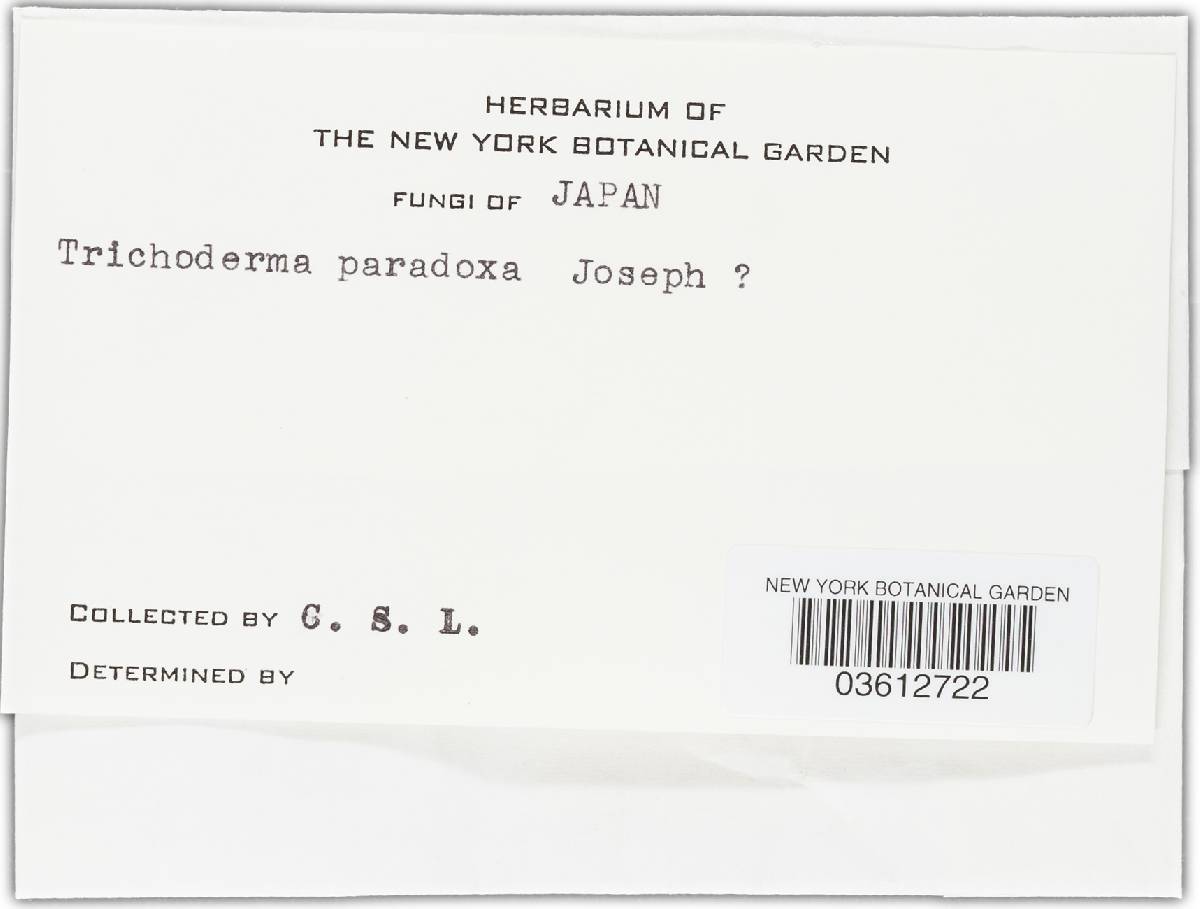 HERBARIUM OF
THE NEW YORK BOTANICAL GARDEN
FUNGI OF JAPAN
Trichoderma paradoxa Joseph ?
COLLECTED BY C. S. L.
DETERMINED BY
NEW YORK BOTANICAL GARDEN
03612722